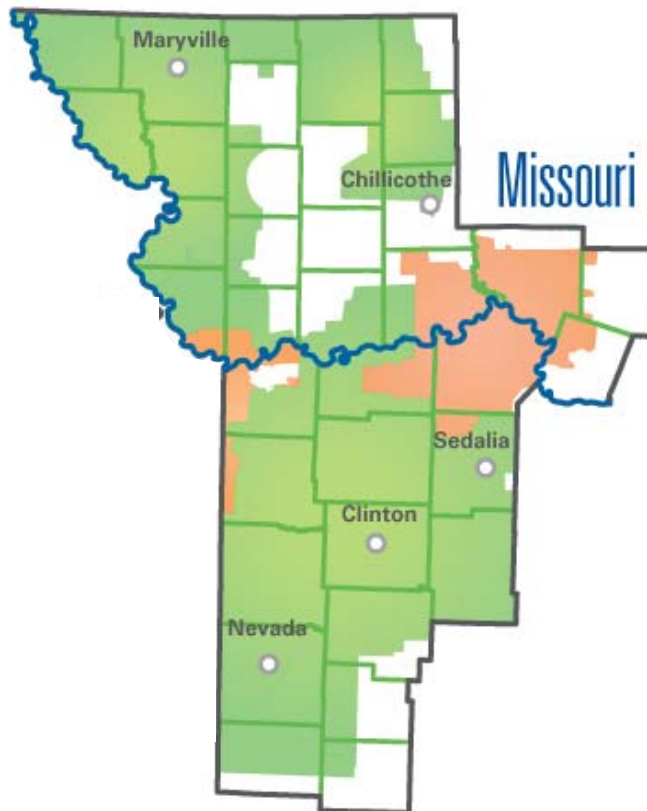 Maryville
Chillicothe
Missouri
Sedalia
Clinton
Nevada